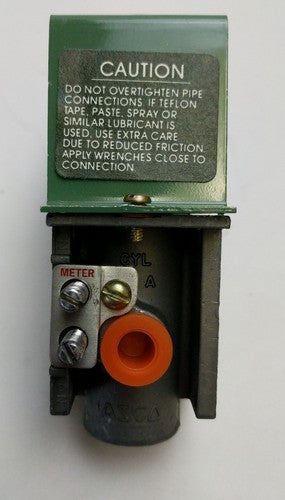 CAUTION
DO NOT OVERTIGHTEN PIPE
CONNECTIONS. IF TEFLON
TAPE, PASTE, SPRAY OR
SIMILAR LUBRICANT IS
USED, USE EXTRA CARE
DUE TO REDUCED FRICTION.
APPLY WRENCHES CLOSE TO
CONNECTION.
CYL
A
METER
ASCO